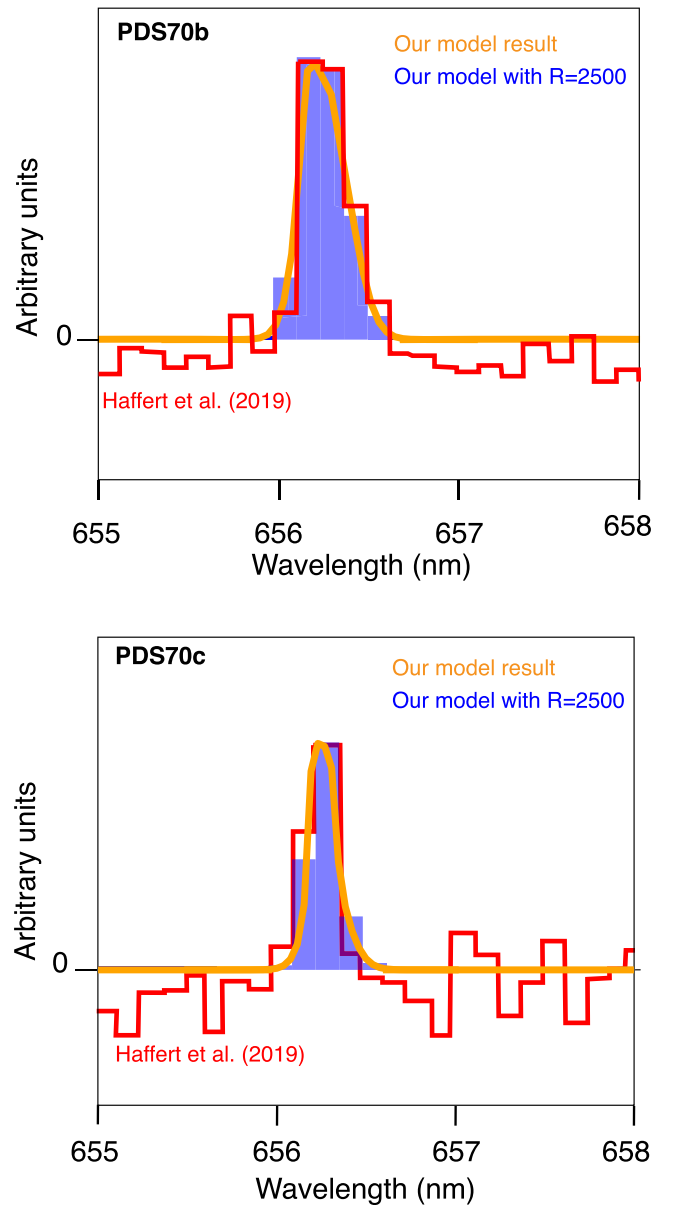 PDS70b
Our model result
Our model with R=2500
Arbitrary units
0
Haffert et al. (2019)
655 656 657 658
Wavelength (nm)
PDS70c
Our model result
Our model with R=2500
Arbitrary units
0
Haffert et al. (2019)
655 656 657 658
Wavelength (nm)